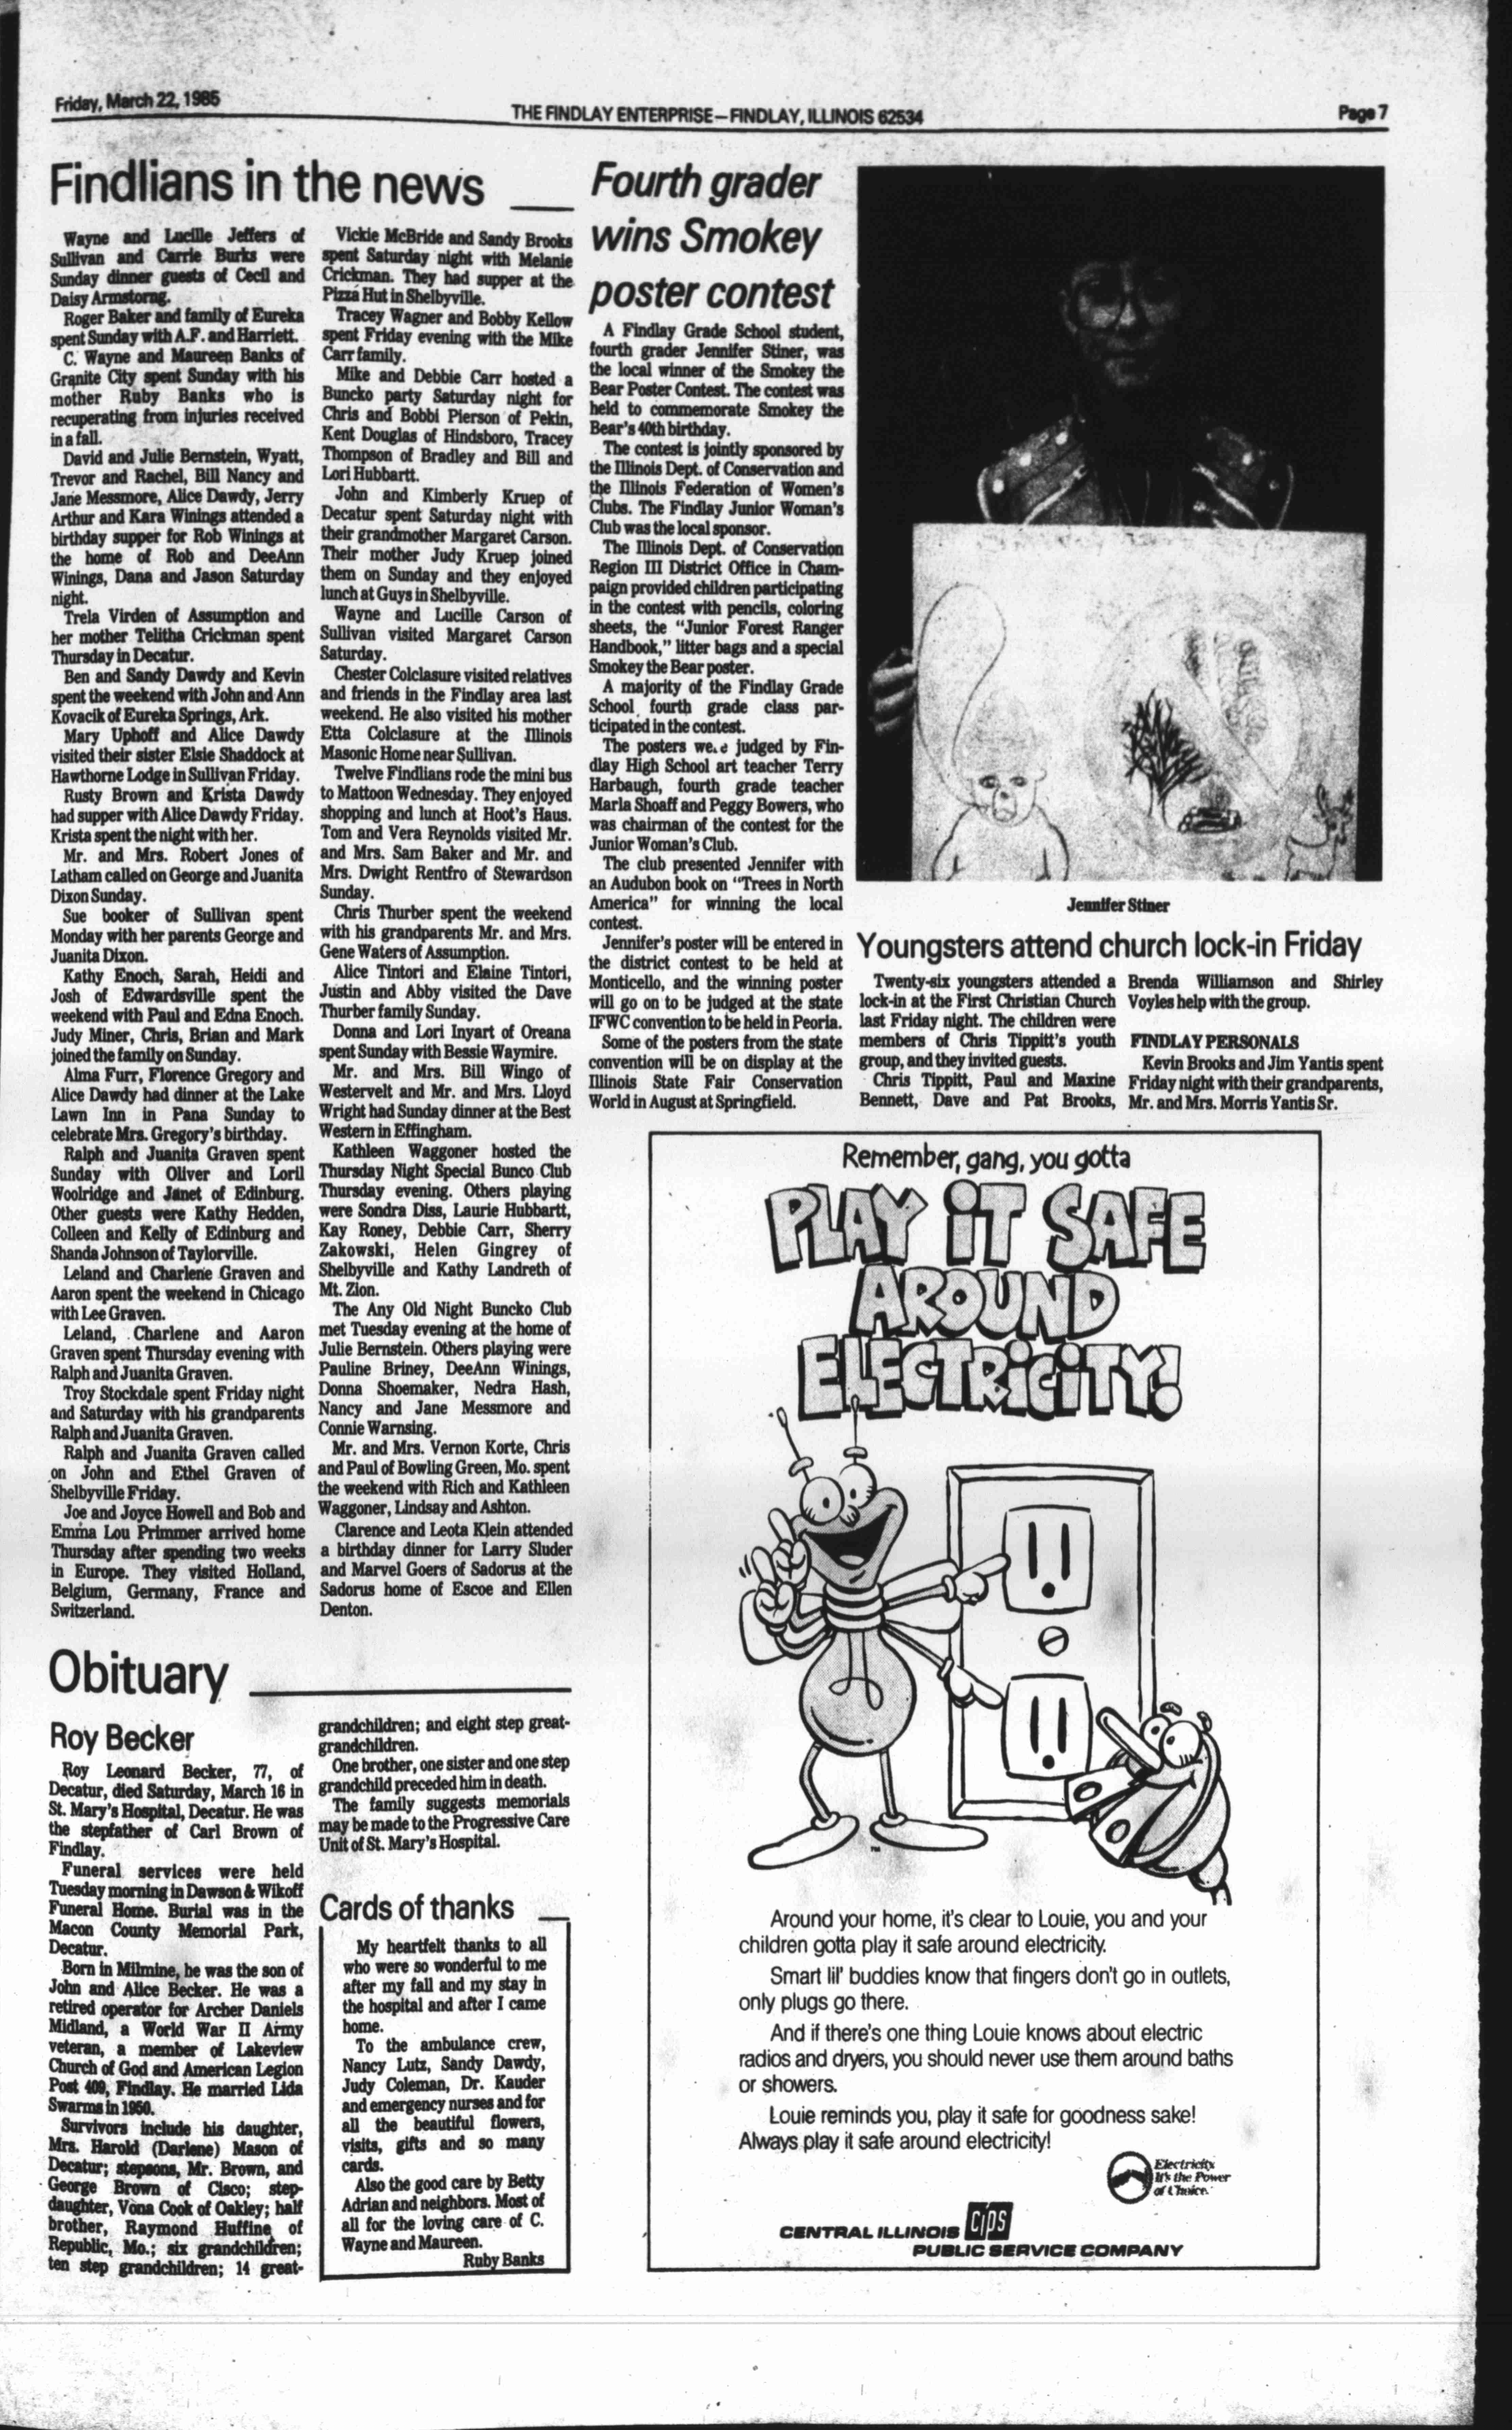 Friday, March 22, 1985
THE FINDLAY ENTERPRISE—FINDLAY, ILLINOIS 62534
Page 7
Findlians in the news
Wayne and Lucille Jeffers of
Sullivan and Carrie Burks were
Sunday dinner guests of Cecil and
Daisy Armstorng.
Roger Baker and family of Eureka
spent Sunday with A.F. and Harriett.
C. Wayne and Maureen Banks of
Granite City spent Sunday with his
mother Ruby Banks who is
recuperating from injuries received
in a fall.
David and Julie Bernstein, Wyatt,
Trevor and Rachel, Bill Nancy and
Jane Messmore, Alice Dawdy, Jerry
Arthur and Kara Winings attended a
birthday supper for Rob Winings at
the home of Rob and DeeAnn
Winings, Dana and Jason Saturday
night.
Trela Virden of Assumption and
her mother Telitha Crickman spent
Thursday in Decatur.
Ben and Sandy Dawdy and Kevin
spent the weekend with John and Ann
Kovacik of Eureka Springs, Ark.
Mary Uphoff and Alice Dawdy
visited their sister Elsie Shaddock at
Hawthorne Lodge in Sullivan Friday.
Rusty Brown and Krista Dawdy
had supper with Alice Dawdy Friday.
Krista spent the night with her.
Mr. and Mrs. Robert Jones of
Latham called on George and Juanita
Dixon Sunday.
Sue booker of Sullivan spent
Monday with her parents George and
Juanita Dixon.
Kathy Enoch, Sarah, Heidi and
Josh of Edwardsville spent the
weekend with Paul and Edna Enoch.
Judy Miner, Chris, Brian and Mark
joined the family on Sunday.
Alma Furr, Florence Gregory and
Alice Dawdy had dinner at the Lake
Lawn Inn in Pana Sunday to
celebrate Mrs. Gregory's birthday.
Ralph and Juanita Graven spent
Sunday with Oliver and Loril
Woolridge and Janet of Edinburg.
Other guests were Kathy Hedden,
Colleen and Kelly of Edinburg and
Shanda Johnson of Taylorville.
Leland and Charlene Graven and
Aaron spent the weekend in Chicago
with Lee Graven.
Leland, Charlene and Aaron
Graven spent Thursday evening with
Ralph and Juanita Graven.
Troy Stockdale spent Friday night
and Saturday with his grandparents
Ralph and Juanita Graven.
Ralph and Juanita Graven called
on John and Ethel Graven of
Shelbyville Friday.
Joe and Joyce Howell and Bob and
Emma Lou Primmer arrived home
Thursday after spending two weeks
in Europe. They visited Holland,
Belgium, Germany, France and
Switzerland.
Vickie McBride and Sandy Brooks
spent Saturday night with Melanie
Crickman. They had supper at the
Pizza Hut in Shelbyville.
Tracey Wagner and Bobby Kellow
spent Friday evening with the Mike
Carr family.
Mike and Debbie Carr hosted a
Buncko party Saturday night for
Chris and Bobbi Pierson of Pekin,
Kent Douglas of Hindsboro, Tracey
Thompson of Bradley and Bill and
Lori Hubbartt.
John and Kimberly Kruep of
Decatur spent Saturday night with
their grandmother Margaret Carson.
Their mother Judy Kruep joined
them on Sunday and they enjoyed
lunch at Guys in Shelbyville.
Wayne and Lucille Carson of
Sullivan visited Margaret Carson
Saturday.
Chester Colclasure visited relatives
and friends in the Findlay area last
weekend. He also visited his mother
Etta Colclasure at the Illinois
Masonic Home near Sullivan.
Twelve Findlians rode the mini bus
to Mattoon Wednesday. They enjoyed
shopping and lunch at Hoot's Haus.
Tom and Vera Reynolds visited Mr.
and Mrs. Sam Baker and Mr. and
Mrs. Dwight Rentfro of Stewardson
Sunday.
Chris Thurber spent the weekend
with his grandparents Mr. and Mrs.
Gene Waters of Assumption.
Alice Tintori and Elaine Tintori,
Justin and Abby visited the Dave
Thurber family Sunday.
Donna and Lori Inyart of Oreana
spent Sunday with Bessie Waymire.
Mr. and Mrs. Bill Wingo of
Westervelt and Mr. and Mrs. Lloyd
Wright had Sunday dinner at the Best
Western in Effingham.
Kathleen Waggoner hosted the
Thursday Night Special Bunco Club
Thursday evening. Others playing
were Sondra Diss, Laurie Hubbartt,
Kay Roney, Debbie Carr, Sherry
Zakowski, Helen Gingrey of
Shelbyville and Kathy Landreth of
Mt. Zion.
The Any Old Night Buncko Club
met Tuesday evening at the home of
Julie Bernstein. Others playing were
Pauline Briney, DeeAnn Winings,
Donna Shoemaker, Nedra Hash,
Nancy and Jane Messmore and
Connie Warnsing.
Mr. and Mrs. Vernon Korte, Chris
and Paul of Bowling Green, Mo. spent
the weekend with Rich and Kathleen
Waggoner, Lindsay and Ashton.
Clarence and Leota Klein attended
a birthday dinner for Larry Sluder
and Marvel Goers of Sadorus at the
Sadorus home of Escoe and Ellen
Denton.
Fourth grader
wins Smokey
poster contest
A Findlay Grade School student,
fourth grader Jennifer Stiner, was
the local winner of the Smokey the
Bear Poster Contest. The contest was
held to commemorate Smokey the
Bear's 40th birthday.
The contest is jointly sponsored by
the Illinois Dept. of Conservation and
the Illinois Federation of Women's
Clubs. The Findlay Junior Woman's
Club was the local sponsor.
The Illinois Dept. of Conservation
Region III District Office in Cham-
paign provided children participating
in the contest with pencils, coloring
sheets, the "Junior Forest Ranger
Handbook," litter bags and a special
Smokey the Bear poster.
A majority of the Findlay Grade
School fourth grade class par-
ticipated in the contest.
The posters were judged by Fin-
dlay High School art teacher Terry
Harbaugh, fourth grade teacher
Marla Shoaff and Peggy Bowers, who
was chairman of the contest for the
Junior Woman's Club.
The club presented Jennifer with
an Audubon book on "Trees in North
America" for winning the local
contest.
Jennifer's poster will be entered in
the district contest to be held at
Monticello, and the winning poster
will go on to be judged at the state
IFWC convention to be held in Peoria.
Some of the posters from the state
convention will be on display at the
Illinois State Fair Conservation
World in August at Springfield.
Jennifer Stiner
Youngsters attend church lock-in Friday
Twenty-six youngsters attended a
lock-in at the First Christian Church
last Friday night. The children were
members of Chris Tippitt's youth
group, and they invited guests.
Chris Tippitt, Paul and Maxine
Bennett, Dave and Pat Brooks,
Brenda Williamson and Shirley
Voyles help with the group.
FINDLAY PERSONALS
Kevin Brooks and Jim Yantis spent
Friday night with their grandparents,
Mr. and Mrs. Morris Yantis Sr.
Obituary
Roy Becker
Roy Leonard Becker, 77, of
Decatur, died Saturday, March 16 in
St. Mary's Hospital, Decatur. He was
the stepfather of Carl Brown of
Findlay.
Funeral services were held
Tuesday morning in Dawson & Wikoff
Funeral Home. Burial was in the
Macon County Memorial Park,
Decatur.
Born in Milmine, he was the son of
John and Alice Becker. He was a
retired operator for Archer Daniels
Midland, a World War II Army
veteran, a member of Lakeview
Church of God and American Legion
Post 409, Findlay. He married Lida
Swarms in 1950.
Survivors include his daughter,
Mrs. Harold (Darlene) Mason of
Decatur; stepsons, Mr. Brown, and
George Brown of Cisco; step-
daughter, Vona Cook of Oakley; half
brother, Raymond Huffine of
Republic, Mo.; six grandchildren;
ten step grandchildren; 14 great-
grandchildren; and eight step great-
grandchildren.
One brother, one sister and one step
grandchild preceded him in death.
The family suggests memorials
may be made to the Progressive Care
Unit of St. Mary's Hospital.
Cards of thanks
My heartfelt thanks to all
who were so wonderful to me
after my fall and my stay in
the hospital and after I came
home.
To the ambulance crew,
Nancy Lutz, Sandy Dawdy,
Judy Coleman, Dr. Kauder
and emergency nurses and for
all the beautiful flowers,
visits, gifts and so many
cards.
Also the good care by Betty
Adrian and neighbors. Most of
all for the loving care of C.
Wayne and Maureen.
Ruby Banks
Remember, gang, you gotta
PLAY iT SAFE
AROUND
ELECTRiCiTY!
TM
Around your home, it's clear to Louie, you and your
children gotta play it safe around electricity.
Smart lil' buddies know that fingers don't go in outlets,
only plugs go there.
And if there's one thing Louie knows about electric
radios and dryers, you should never use them around baths
or showers.
Louie reminds you, play it safe for goodness sake!
Always play it safe around electricity!
Electricity
It's the Power
of Choice.
CENTRAL ILLINOIS CIPS
PUBLIC SERVICE COMPANY